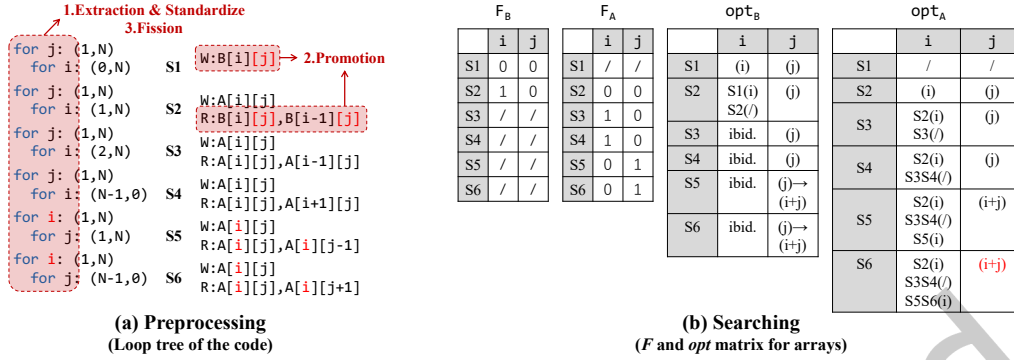 1.Extraction & Standardize
3.Fission
for j: (1,N)
for i: (0,N) S1 W:B[i][j]
2.Promotion
for j: (1,N)
for i: (1,N) S2 W:A[i][j]
R:B[i][j],B[i-1][j]
for j: (1,N)
for i: (2,N) S3 W:A[i][j]
R:A[i][j],A[i-1][j]
for j: (1,N)
for i: (N-1,0) S4 W:A[i][j]
R:A[i][j],A[i+1][j]
for i: (1,N)
for j: (1,N) S5 W:A[i][j]
R:A[i][j],A[i][j-1]
for i: (1,N)
for j: (N-1,0) S6 W:A[i][j]
R:A[i][j],A[i][j+1]
(a) Preprocessing
(Loop tree of the code)
F_B
i j
S1 0 0
S2 1 0
S3 / /
S4 / /
S5 / /
S6 / /
F_A
i j
S1 / /
S2 0 0
S3 1 0
S4 1 0
S5 0 1
S6 0 1
opt_B
i j
S1 (i) (j)
S2 S1(i) (j)
S2(/)
S3 ibid. (j)
S4 ibid. (j)
S5 ibid. (j)→
(i+j)
S6 ibid. (j)→
(i+j)
opt_A
i j
S1 / /
S2 (i) (j)
S3 S2(i) (j)
S3(/)
S4 S2(i) (j)
S3S4(/)
S5 S2(i) (i+j)
S3S4(/)
S5(i)
S6 S2(i) (i+j)
S3S4(/)
S5S6(i)
(b) Searching
(F and opt matrix for arrays)